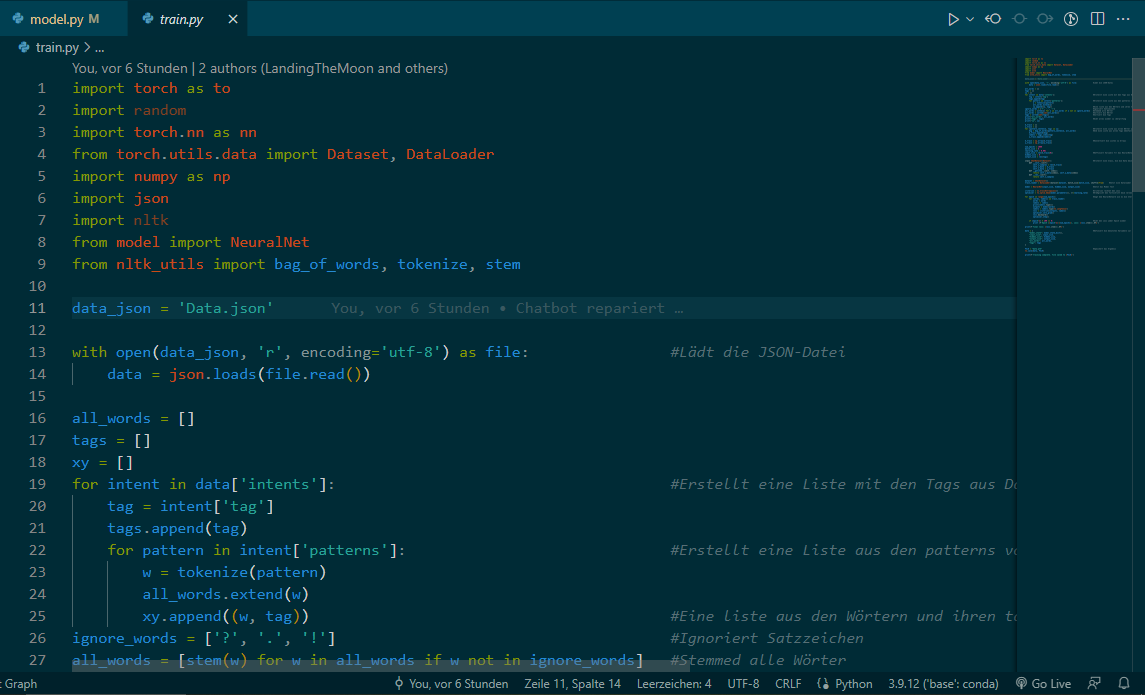 model.py M train.py
train.py > ...
You, vor 6 Stunden | 2 authors (LandingTheMoon and others)
1 import torch as to
2 import random
3 import torch.nn as nn
4 from torch.utils.data import Dataset, DataLoader
5 import numpy as np
6 import json
7 import nltk
8 from model import NeuralNet
9 from nltk_utils import bag_of_words, tokenize, stem
10
11 data_json = 'Data.json' You, vor 6 Stunden • Chatbot repariert …
12
13 with open(data_json, 'r', encoding='utf-8') as file: #Lädt die JSON-Datei
14 data = json.loads(file.read())
15
16 all_words = []
17 tags = []
18 xy = []
19 for intent in data['intents']: #Erstellt eine Liste mit den Tags aus
20 tag = intent['tag']
21 tags.append(tag)
22 for pattern in intent['patterns']: #Erstellt eine Liste aus den patterns
23 w = tokenize(pattern)
24 all_words.extend(w)
25 xy.append((w, tag)) #Eine liste aus den Wörtern und ihren
26 ignore_words = ['?', '.', '!'] #Ignoriert Satzzeichen
27 all_words = [stem(w) for w in all_words if w not in ignore_words] #Stemmed alle Wörter
: Graph You, vor 6 Stunden Zeile 11, Spalte 14 Leerzeichen: 4 UTF-8 CRLF Python 3.9.12 ('base': conda) Go Live